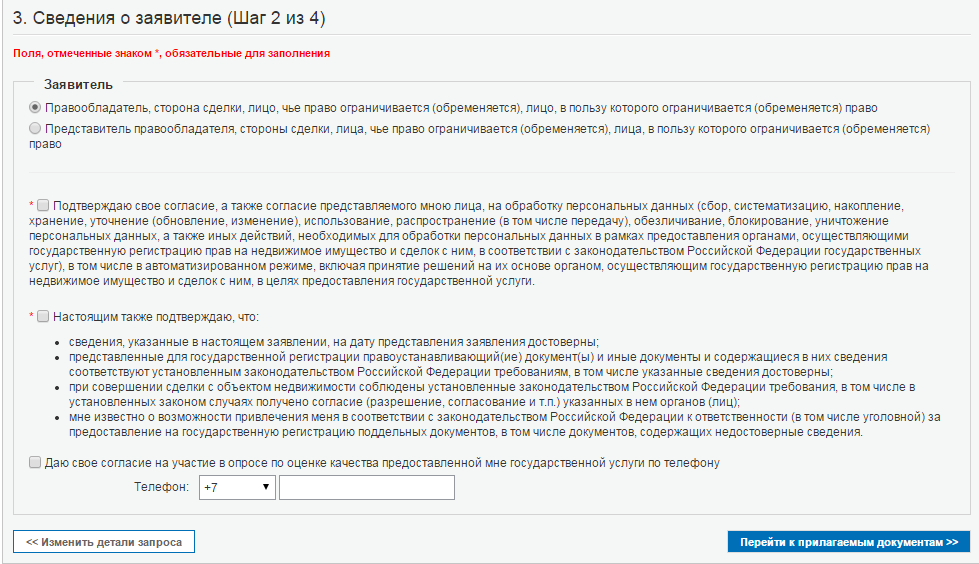 3. Сведения о заявителе (Шаг 2 из 4)
Поля, отмеченные знаком *, обязательные для заполнения
Заявитель
Правообладатель, сторона сделки, лицо, чье право ограничивается (обременяется), лицо, в пользу которого ограничивается (обременяется) право
Представитель правообладателя, стороны сделки, лица, чье право ограничивается (обременяется), лица, в пользу которого ограничивается (обременяется)
право
* Подтверждаю свое согласие, а также согласие представляемого мною лица, на обработку персональных данных (сбор, систематизацию, накопление,
хранение, уточнение (обновление, изменение), использование, распространение (в том числе передачу), обезличивание, блокирование, уничтожение
персональных данных, а также иных действий, необходимых для обработки персональных данных в рамках предоставления органами, осуществляющими
государственную регистрацию прав на недвижимое имущество и сделок с ним, в соответствии с законодательством Российской Федерации государственных
услуг), в том числе в автоматизированном режиме, включая принятие решений на их основе органом, осуществляющим государственную регистрацию прав на
недвижимое имущество и сделок с ним, в целях предоставления государственной услуги.
* Настоящим также подтверждаю, что:
• сведения, указанные в настоящем заявлении, на дату представления заявления достоверны;
• представленные для государственной регистрации правоустанавливающий(ие) документ(ы) и иные документы и содержащиеся в них сведения
соответствуют установленным законодательством Российской Федерации требованиям, в том числе указанные сведения достоверны;
• при совершении сделки с объектом недвижимости соблюдены установленные законодательством Российской Федерации требования, в том числе в
установленных законом случаях получено согласие (разрешение, согласование и т.п.) указанных в нем органов (лиц);
• мне известно о возможности привлечения меня в соответствии с законодательством Российской Федерации к ответственности (в том числе уголовной) за
предоставление на государственную регистрацию поддельных документов, в том числе документов, содержащих недостоверные сведения.
Даю свое согласие на участие в опросе по оценке качества предоставленной мне государственной услуги по телефону
Телефон: +7
<< Изменить детали запроса
Перейти к прилагаемым документам >>